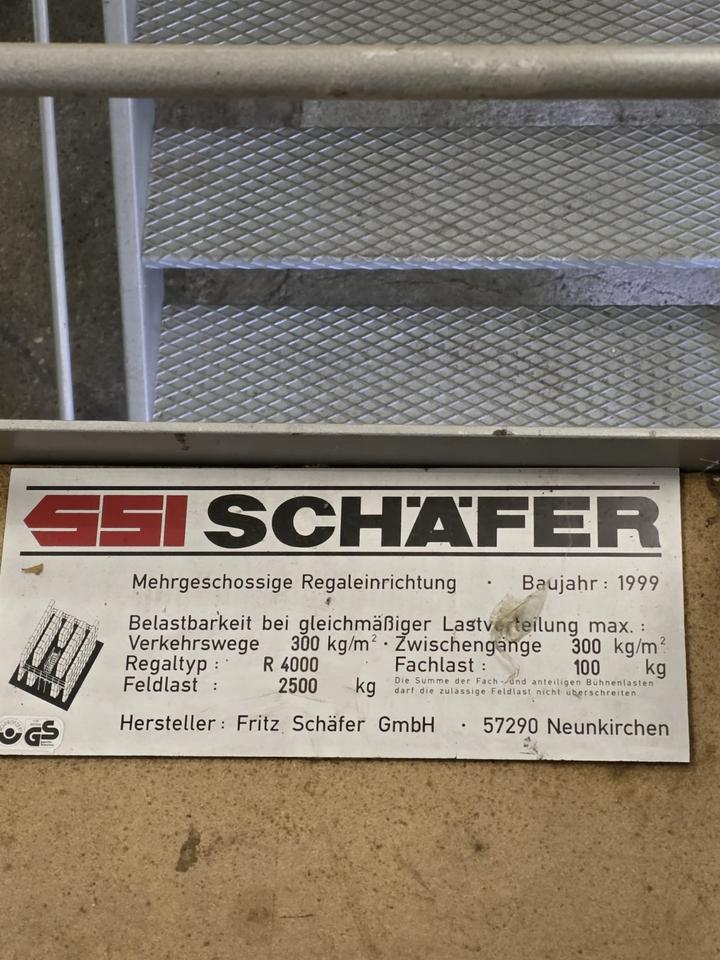 SSI SCHÄFER
Mehrgeschossige Regaleinrichtung · Baujahr: 1999
Belastbarkeit bei gleichmäßiger Lastverteilung max.:
Verkehrswege 300 kg/m² · Zwischengänge 300 kg/m²
Regaltyp: R 4000 Fachlast: 100 kg
Feldlast: 2500 kg Die Summe der Fach- und anteiligen Bühnenlasten
darf die zulässige Feldlast nicht überschreiten.
Hersteller: Fritz Schäfer GmbH · 57290 Neunkirchen
GS